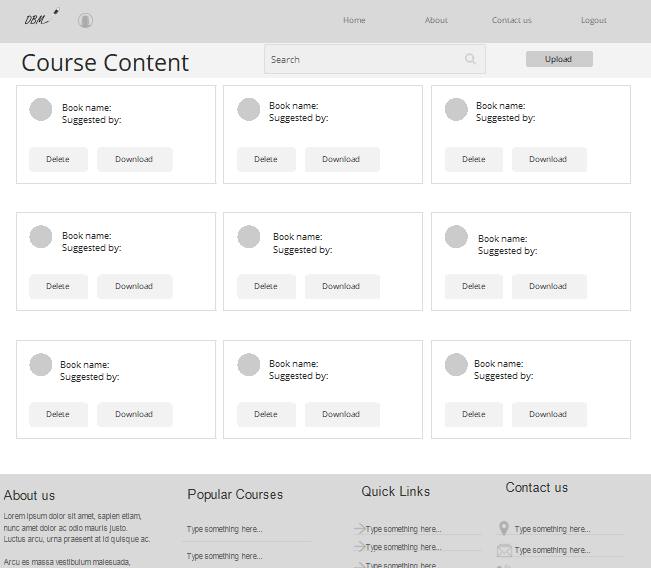 DBM
Home About Contact us Logout
Course Content
Search
Upload
Book name:
Suggested by:
Delete Download
Book name:
Suggested by:
Delete Download
Book name:
Suggested by:
Delete Download
Book name:
Suggested by:
Delete Download
Book name:
Suggested by:
Delete Download
Book name:
Suggested by:
Delete Download
Book name:
Suggested by:
Delete Download
Book name:
Suggested by:
Delete Download
Book name:
Suggested by:
Delete Download
About us
Lorem ipsum dolor sit amet, sapien etiam,
nunc amet dolor ac odio mauris justo.
Luctus arcu, urna praesent at id quisque ac.
Arcu es massa vestibulum malesuada,
Popular Courses
Type something here...
Type something here...
Quick Links
Type something here...
Type something here...
Type something here...
Contact us
Type something here...
Type something here...